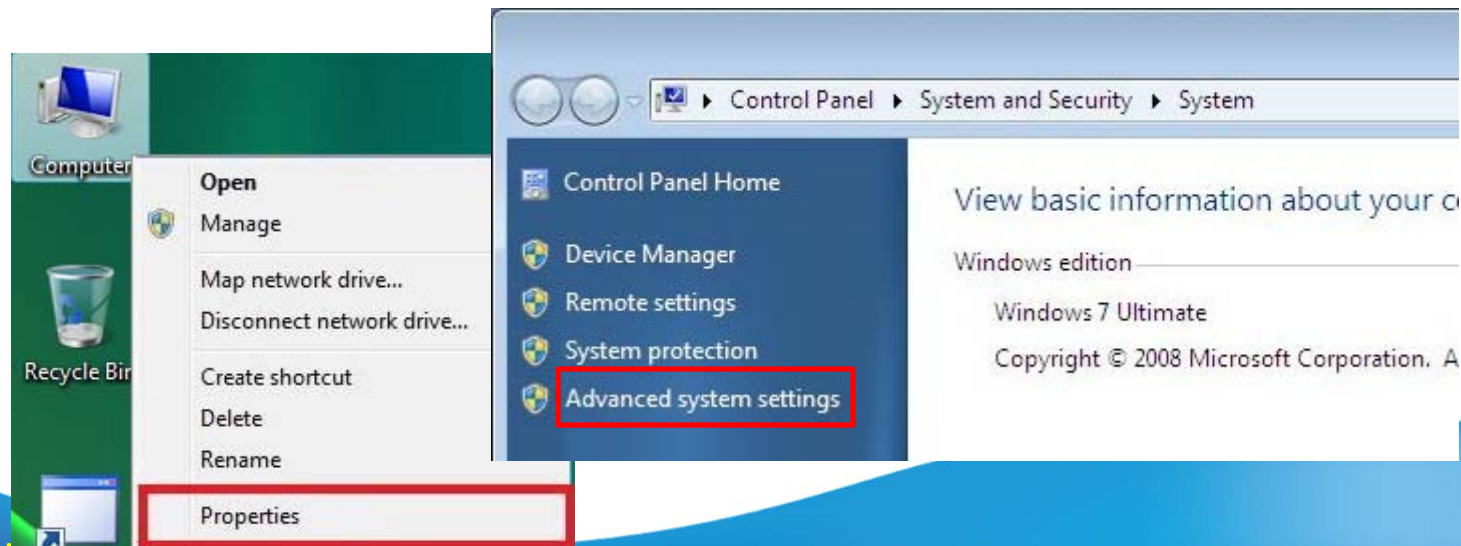 Computer
Open
Manage
Map network drive...
Disconnect network drive...
Recycle Bin
Create shortcut
Delete
Rename
Properties
Control Panel ▸ System and Security ▸ System
Control Panel Home
Device Manager
Remote settings
System protection
Advanced system settings
View basic information about your c
Windows edition
Windows 7 Ultimate
Copyright © 2008 Microsoft Corporation. A